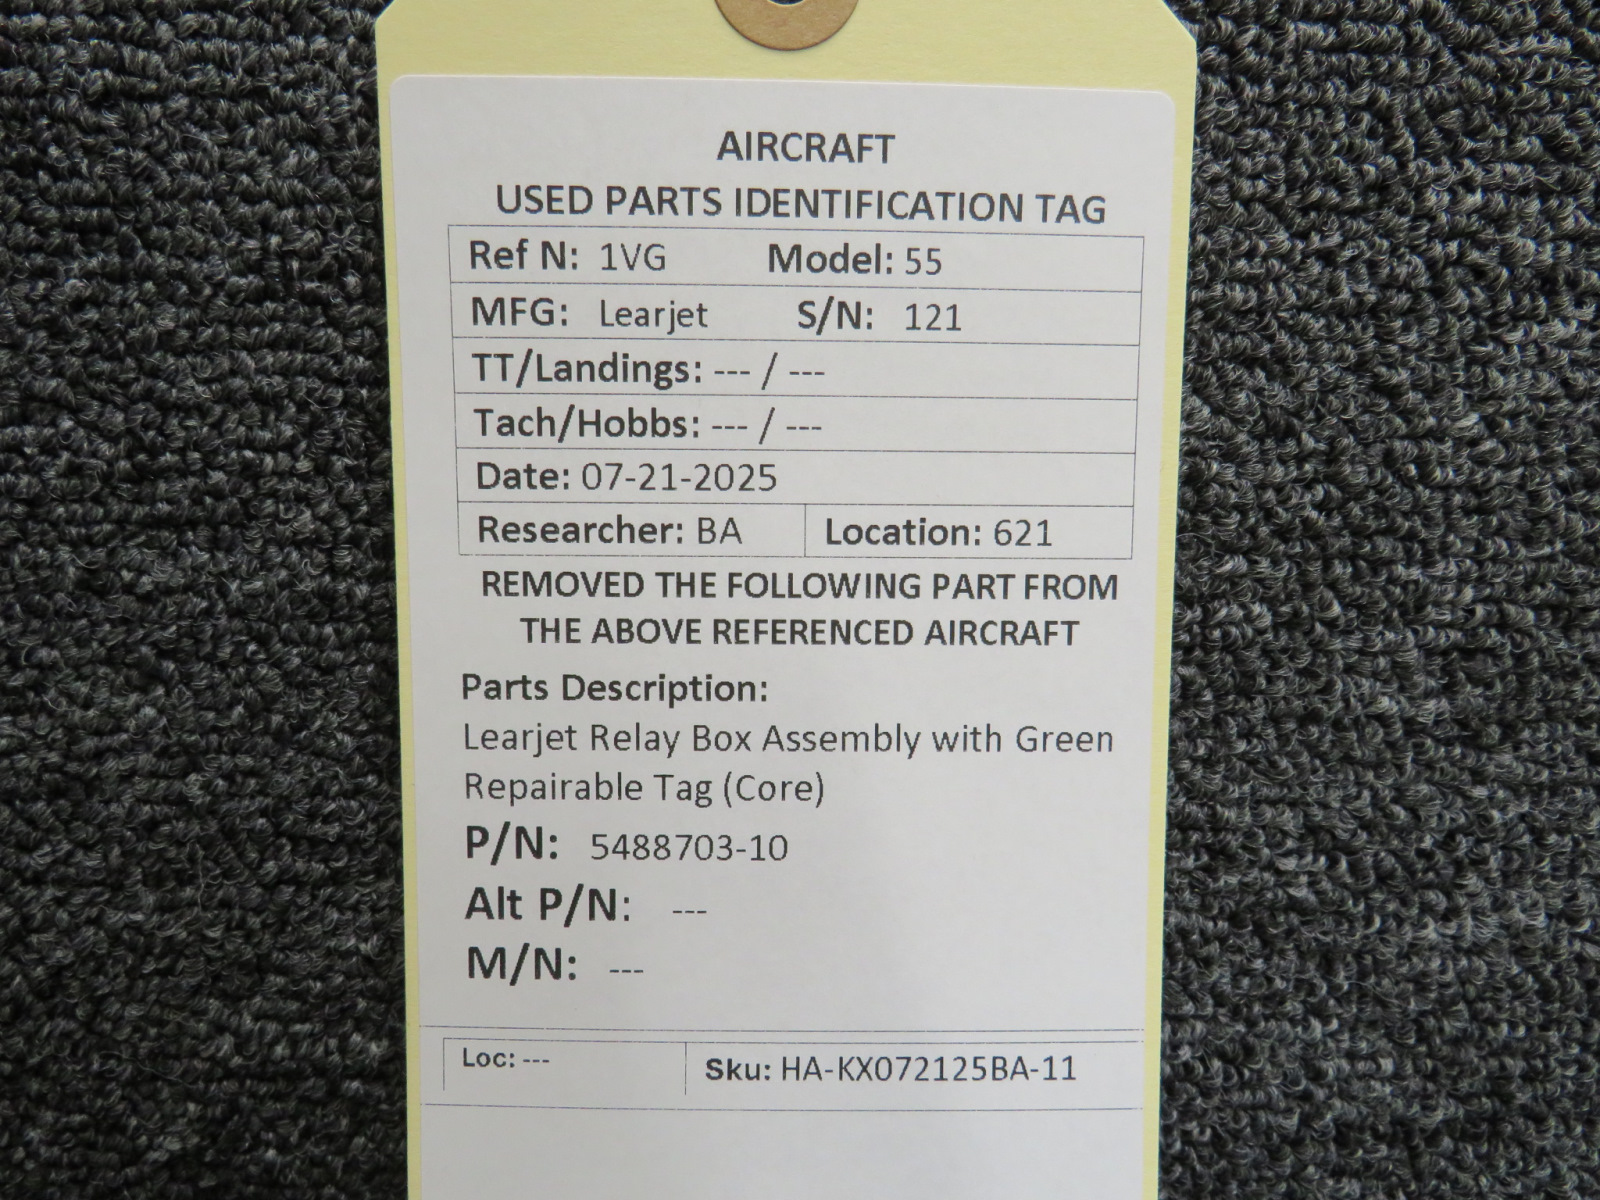 AIRCRAFT
USED PARTS IDENTIFICATION TAG
Ref N: 1VG Model: 55
MFG: Learjet S/N: 121
TT/Landings: --- / ---
Tach/Hobbs: --- / ---
Date: 07-21-2025
Researcher: BA Location: 621
REMOVED THE FOLLOWING PART FROM
THE ABOVE REFERENCED AIRCRAFT
Parts Description:
Learjet Relay Box Assembly with Green
Repairable Tag (Core)
P/N: 5488703-10
Alt P/N: ---
M/N: ---
Loc: --- Sku: HA-KX072125BA-11